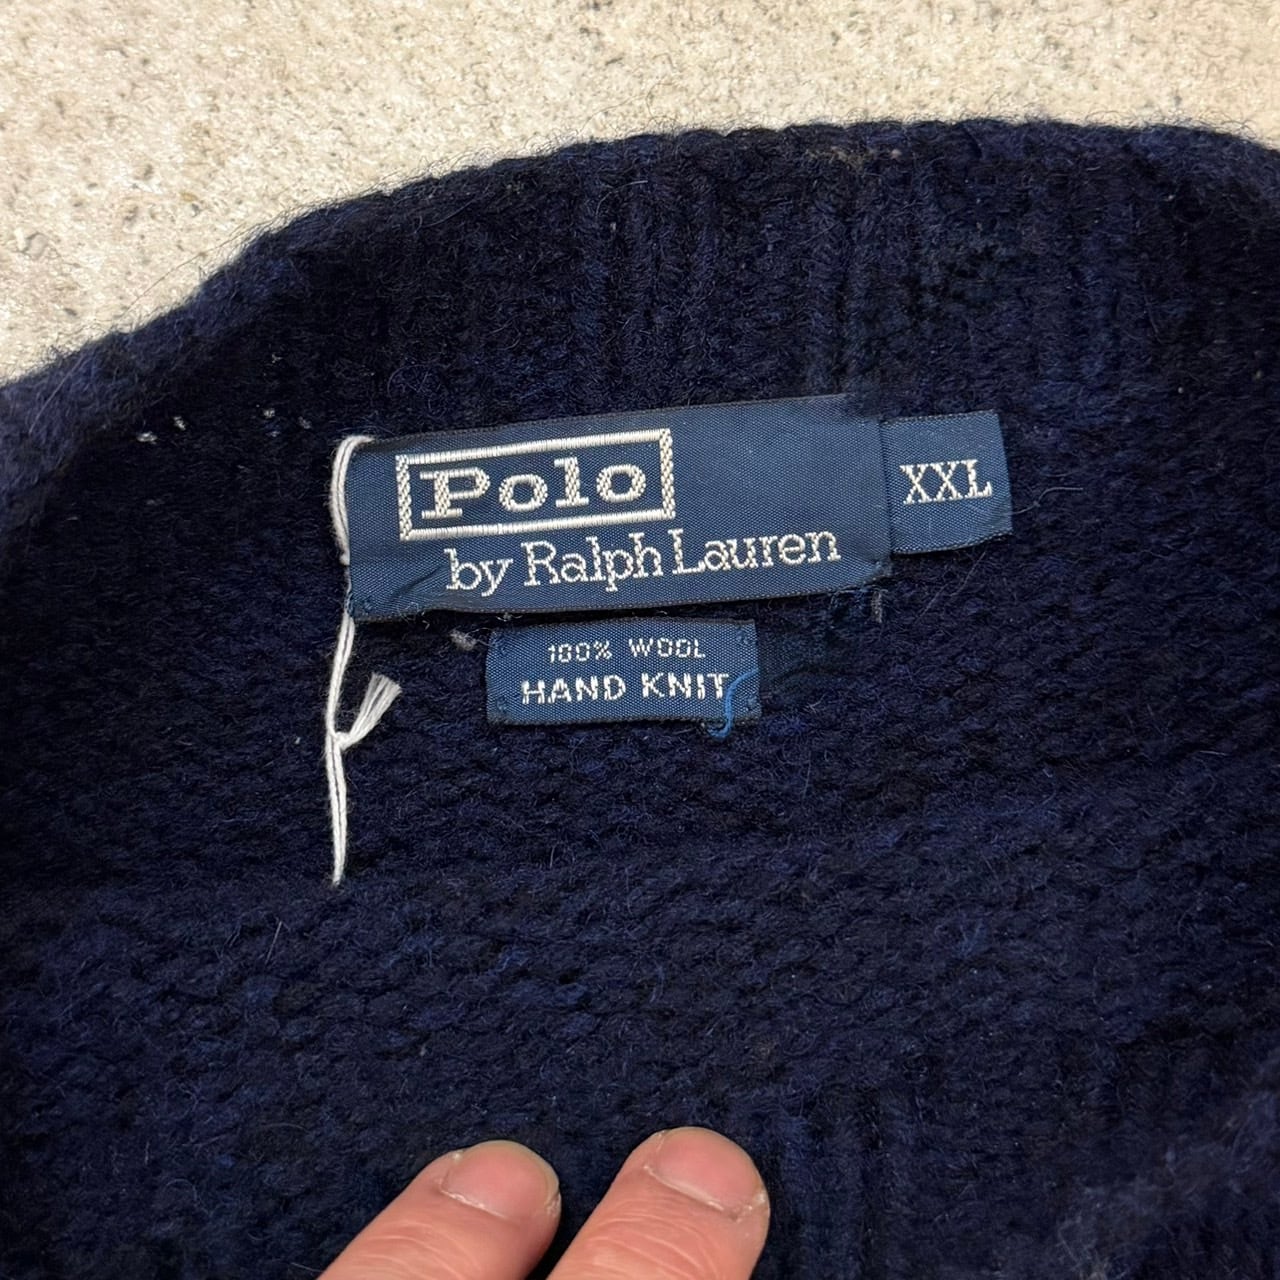 Polo
by Ralph Lauren
XXL
100% WOOL
HAND KNIT